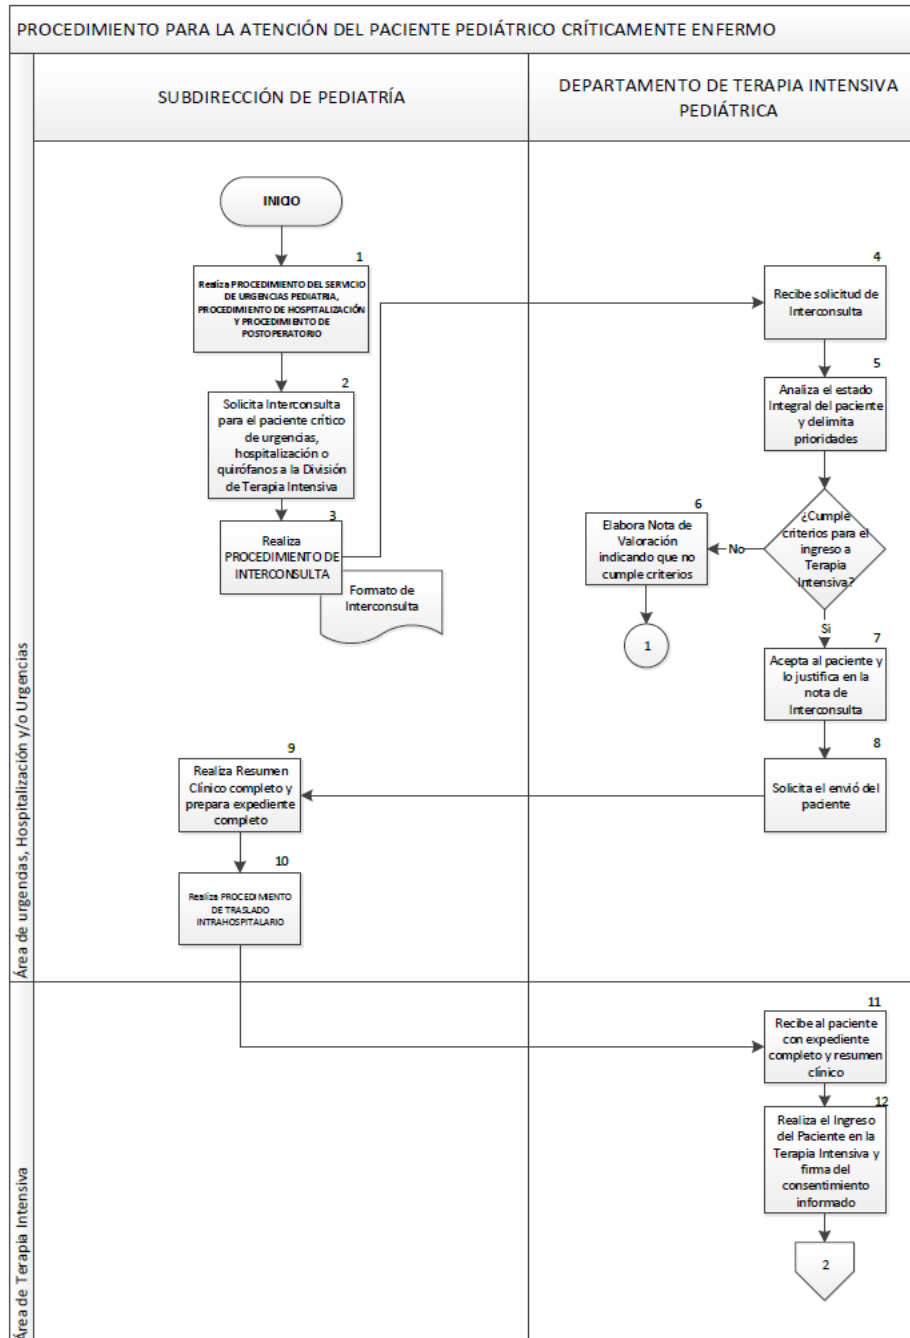 PROCEDIMIENTO PARA LA ATENCIÓN DEL PACIENTE PEDIÁTRICO CRÍTICAMENTE ENFERMO
SUBDIRECCIÓN DE PEDIATRÍA
DEPARTAMENTO DE TERAPIA INTENSIVA
PEDIÁTRICA
Área de urgendas, Hospitalización y/o Urgencias
INICIO
1
Realiza PROCEDIMIENTO DEL SERVICIO
DE URGENCIAS PEDIATRIA,
PROCEDIMIENTO DE HOSPITALIZACIÓN
Y PROCEDIMIENTO DE
POSTOPERATORIO
2
Solicita Interconsulta
para el paciente crítico
de urgencias,
hospitalización o
quirófanos a la División
de Terapia Intensiva
3
Realiza
PROCEDIMIENTO DE
INTERCONSULTA
Formato de
Interconsulta
4
Recibe solicitud de
Interconsulta
5
Analiza el estado
Integral del paciente
y delimita
prioridades
¿Cumple
criterios para el
ingreso a
Terapia
Intensiva?
No
6
Elabora Nota de
Valoración
indicando que no
cumple criterios
1
Si
7
Acepta al paciente y
lo justifica en la
nota de
Interconsulta
8
Solicita el envió del
paciente
9
Realiza Resumen
Clínico completo y
prepara expediente
completo
10
Realiza PROCEDIMIENTO
DE TRASLADO
INTRAHOSPITALARIO
Área de Terapia Intensiva
11
Recibe al paciente
con expediente
completo y resumen
clínico
12
Realiza el Ingreso
del Paciente en la
Terapia Intensiva y
firma del
consentimiento
informado
2